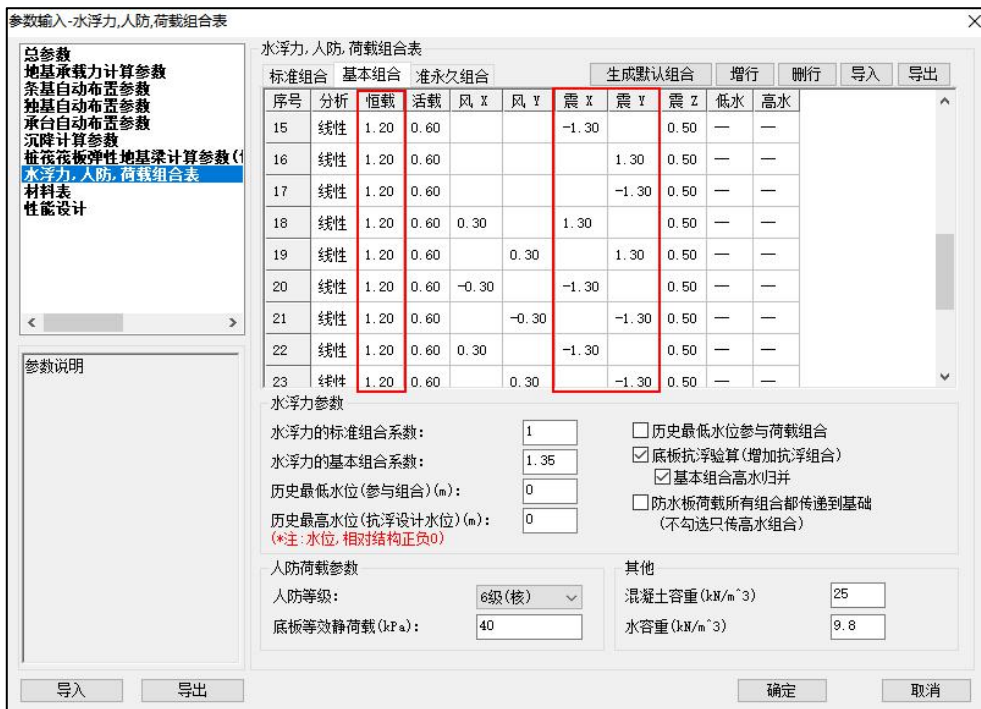 参数输入-水浮力,人防,荷载组合表
总参数
地基承载力计算参数
条基自动布置参数
独基自动布置参数
承台自动布置参数
沉降计算参数
桩筏筏板弹性地基梁计算参数(
水浮力,人防,荷载组合表
材料表
性能设计
参数说明
导入 导出
水浮力,人防,荷载组合表
标准组合 基本组合 准永久组合 生成默认组合 增行 删行 导入 导出
序号 分析 恒载 活载 风 X 风 Y 震 X 震 Y 震 Z 低水 高水
15 线性 1.20 0.60 -1.30 0.50 — —
16 线性 1.20 0.60 1.30 0.50 — —
17 线性 1.20 0.60 -1.30 0.50 — —
18 线性 1.20 0.60 0.30 1.30 0.50 — —
19 线性 1.20 0.60 0.30 1.30 0.50 — —
20 线性 1.20 0.60 -0.30 -1.30 0.50 — —
21 线性 1.20 0.60 -0.30 -1.30 0.50 — —
22 线性 1.20 0.60 0.30 -1.30 0.50 — —
23 线性 1.20 0.60 0.30 -1.30 0.50 — —
水浮力参数
水浮力的标准组合系数: 1
水浮力的基本组合系数: 1.35
历史最低水位(参与组合)(m): 0
历史最高水位(抗浮设计水位)(m): 0
(*注:水位,相对结构正负0)
历史最低水位参与荷载组合
底板抗浮验算(增加抗浮组合)
基本组合高水归并
防水板荷载所有组合都传递到基础
(不勾选只传高水组合)
人防荷载参数
人防等级: 6级(核)
底板等效静荷载(kPa): 40
其他
混凝土容重(kN/m^3) 25
水容重(kN/m^3) 9.8
确定 取消